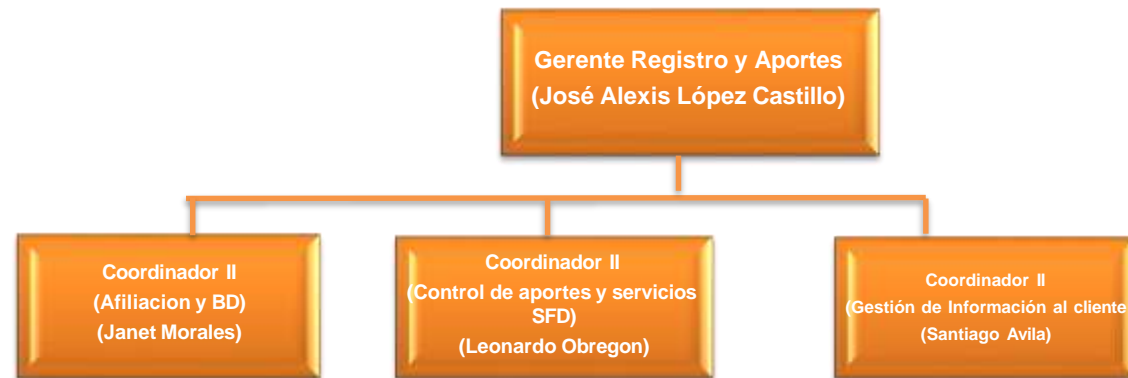 Gerente Registro y Aportes
(José Alexis López Castillo)
Coordinador II
(Afiliacion y BD)
(Janet Morales)
Coordinador II
(Control de aportes y servicios
SFD)
(Leonardo Obregon)
Coordinador II
(Gestión de Información al cliente
(Santiago Avila)